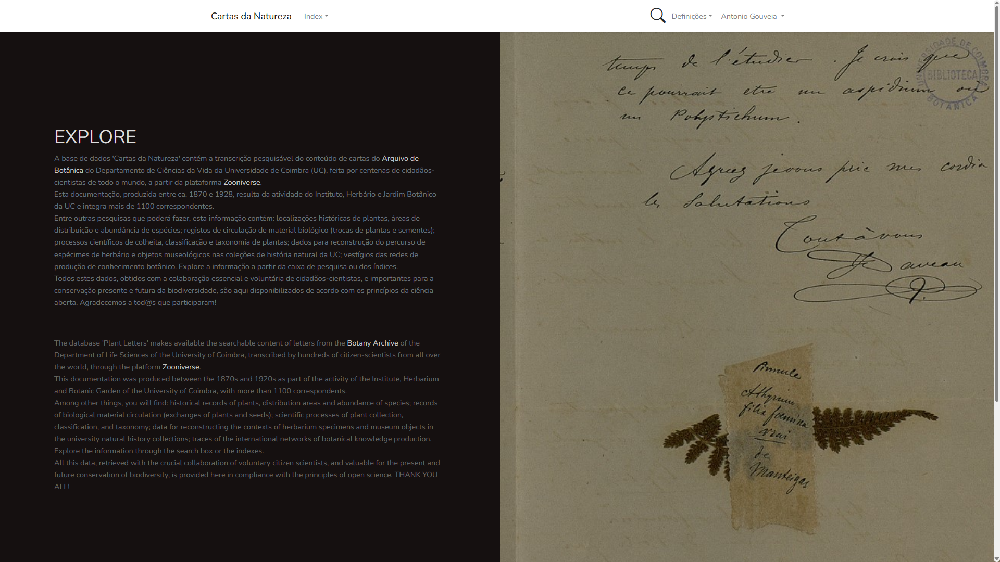 Cartas da Natureza
Index
Definições
Antonio Gouveia
EXPLORE
A base de dados 'Cartas da Natureza' contém a transcrição pesquisável do conteúdo de cartas do Arquivo de
Botânica do Departamento de Ciências da Vida da Universidade de Coimbra (UC), feita por centenas de cidadãos-
cientistas de todo o mundo, a partir da plataforma Zooniverse.
Esta documentação, produzida entre ca. 1870 e 1928, resulta da atividade do Instituto, Herbário e Jardim Botânico
da UC e integra mais de 1100 correspondentes.
Entre outras pesquisas que poderá fazer, esta informação contém: localizações históricas de plantas, áreas de
distribuição e abundância de espécies; registos de circulação de material biológico (trocas de plantas e sementes);
processos científicos de colheita, classificação e taxonomia de plantas; dados para reconstrução do percurso de
espécimes de herbário e objetos museológicos nas coleções de história natural da UC; vestígios das redes de
produção de conhecimento botânico. Explore a informação a partir da caixa de pesquisa ou dos índices.
Todos estes dados, obtidos com a colaboração essencial e voluntária de cidadãos-cientistas, e importantes para a
conservação presente e futura da biodiversidade, são aqui disponibilizados de acordo com os princípios da ciência
aberta. Agradecemos a tod@s que participaram!
The database 'Plant Letters' makes available the searchable content of letters from the Botany Archive of the
Department of Life Sciences of the University of Coimbra, transcribed by hundreds of citizen-scientists from all over
the world, through the platform Zooniverse.
This documentation was produced between the 1870s and 1920s as part of the activity of the Institute, Herbarium
and Botanic Garden of the University of Coimbra, with more than 1100 correspondents.
Among other things, you will find: historical records of plants, distribution areas and abundance of species; records
of biological material circulation (exchanges of plants and seeds); scientific processes of plant collection,
classification, and taxonomy; data for reconstructing the contexts of herbarium specimens and museum objects in
the university natural history collections; traces of the international networks of botanical knowledge production.
Explore the information through the search box or the indexes.
All this data, retrieved with the crucial collaboration of voluntary citizen scientists, and valuable for the present and
future conservation of biodiversity, is provided here in compliance with the principles of open science. THANK YOU
ALL!
temps de l'étudier. Je crois que
ce pourrait etre un aspidium où
un Polystichum.
Agreez jevous prie mes cordia
les Salutations
Tout à vous
J Daveau
UNIVERSIDADE DE COIMBRA
BIBLIOTECA
BOTANICA
Pinnule
Athyrium
filix foemina
vrai
de
Manteigas